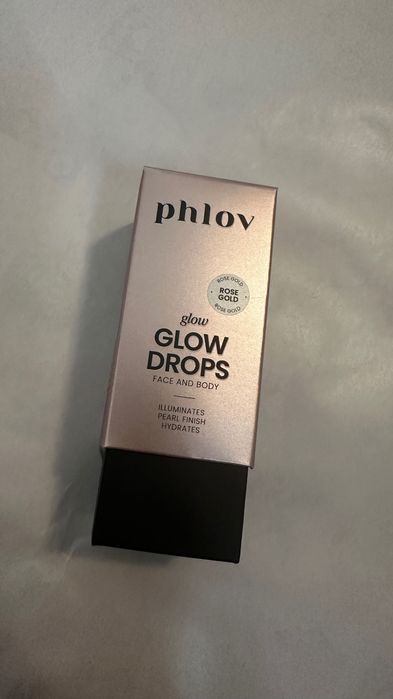 phlov
ROSE GOLD
ROSE
GOLD
ROSE GOLD
glow
GLOW
DROPS
FACE AND BODY
ILLUMINATES
PEARL FINISH
HYDRATES